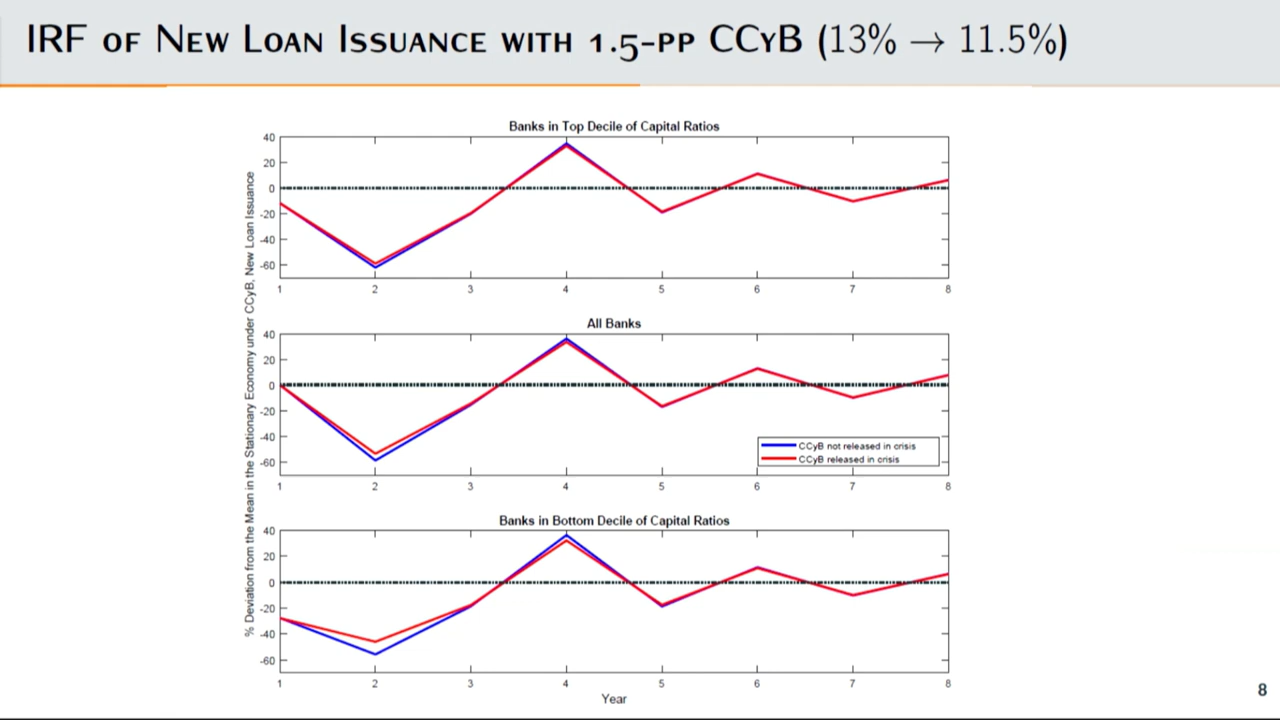 IRF of New Loan Issuance with 1.5-pp CCyB (13% → 11.5%)
% Deviation from the Mean in the Stationary Economy under CCyB, New Loan Issuance
Banks in Top Decile of Capital Ratios
40
20
0
-20
-40
-60
1 2 3 4 5 6 7 8
All Banks
40
20
0
-20
-40
-60
CCyB not released in crisis
CCyB released in crisis
1 2 3 4 5 6 7 8
Banks in Bottom Decile of Capital Ratios
40
20
0
-20
-40
-60
1 2 3 4 5 6 7 8
Year
8